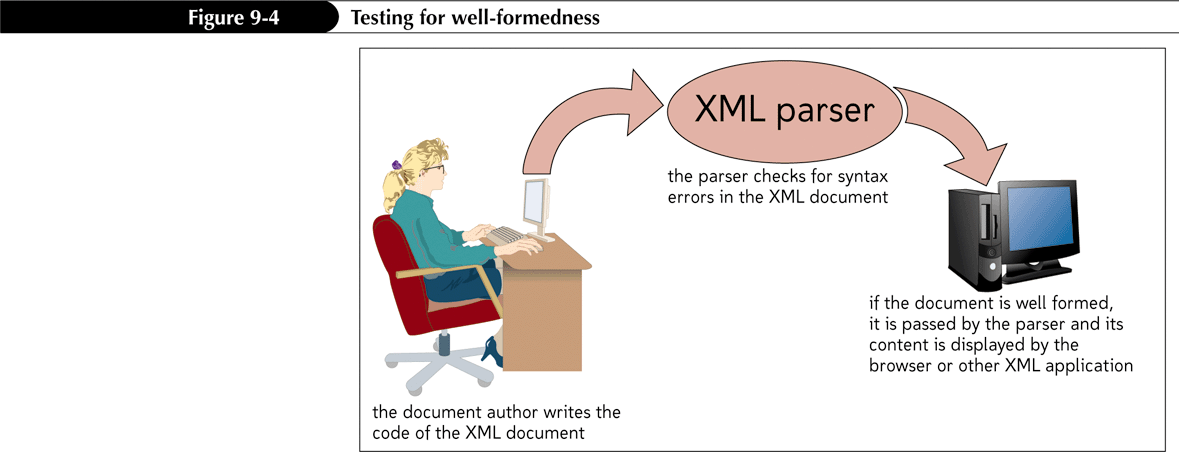 Figure 9-4
Testing for well-formedness
XML parser
the parser checks for syntax
errors in the XML document
if the document is well formed,
it is passed by the parser and its
content is displayed by the
browser or other XML application
the document author writes the
code of the XML document